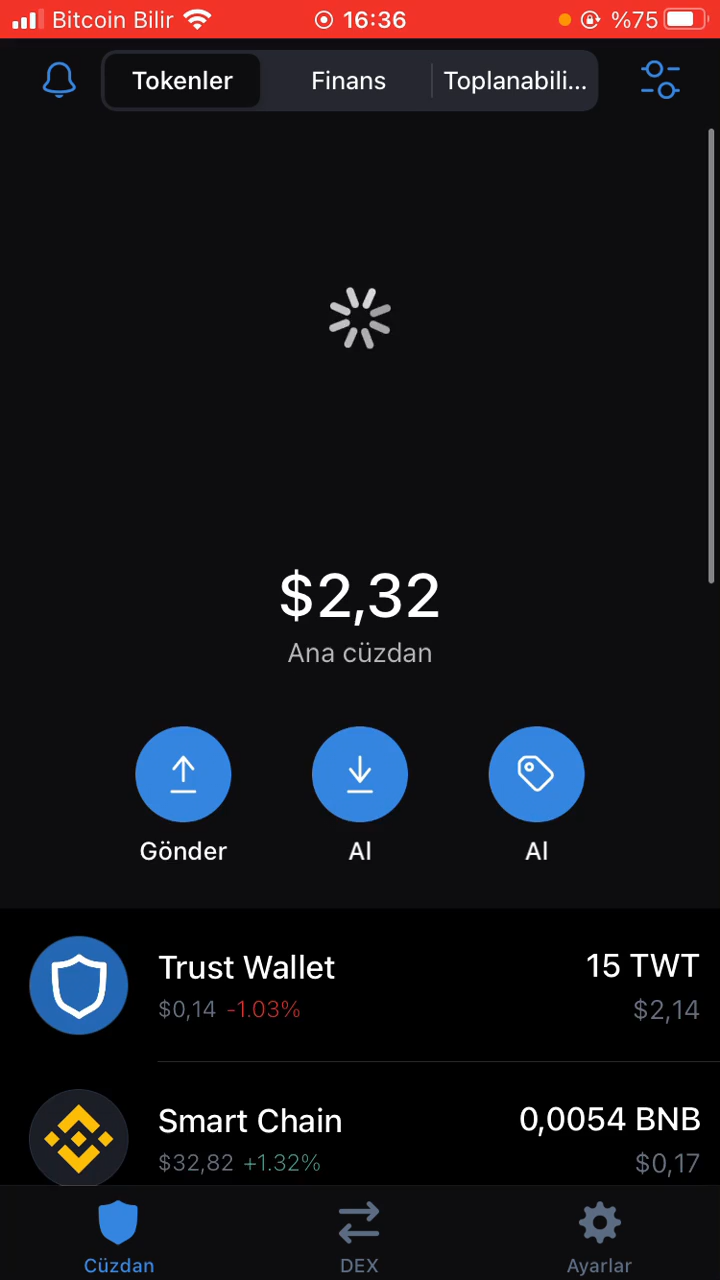 Bitcoin Bilir 16:36 %75
Tokenler Finans Toplanabili...
$2,32
Ana cüzdan
Gönder Al Al
Trust Wallet 15 TWT
$0,14 -1.03% $2,14
Smart Chain 0,0054 BNB
$32,82 +1.32% $0,17
Cüzdan DEX Ayarlar